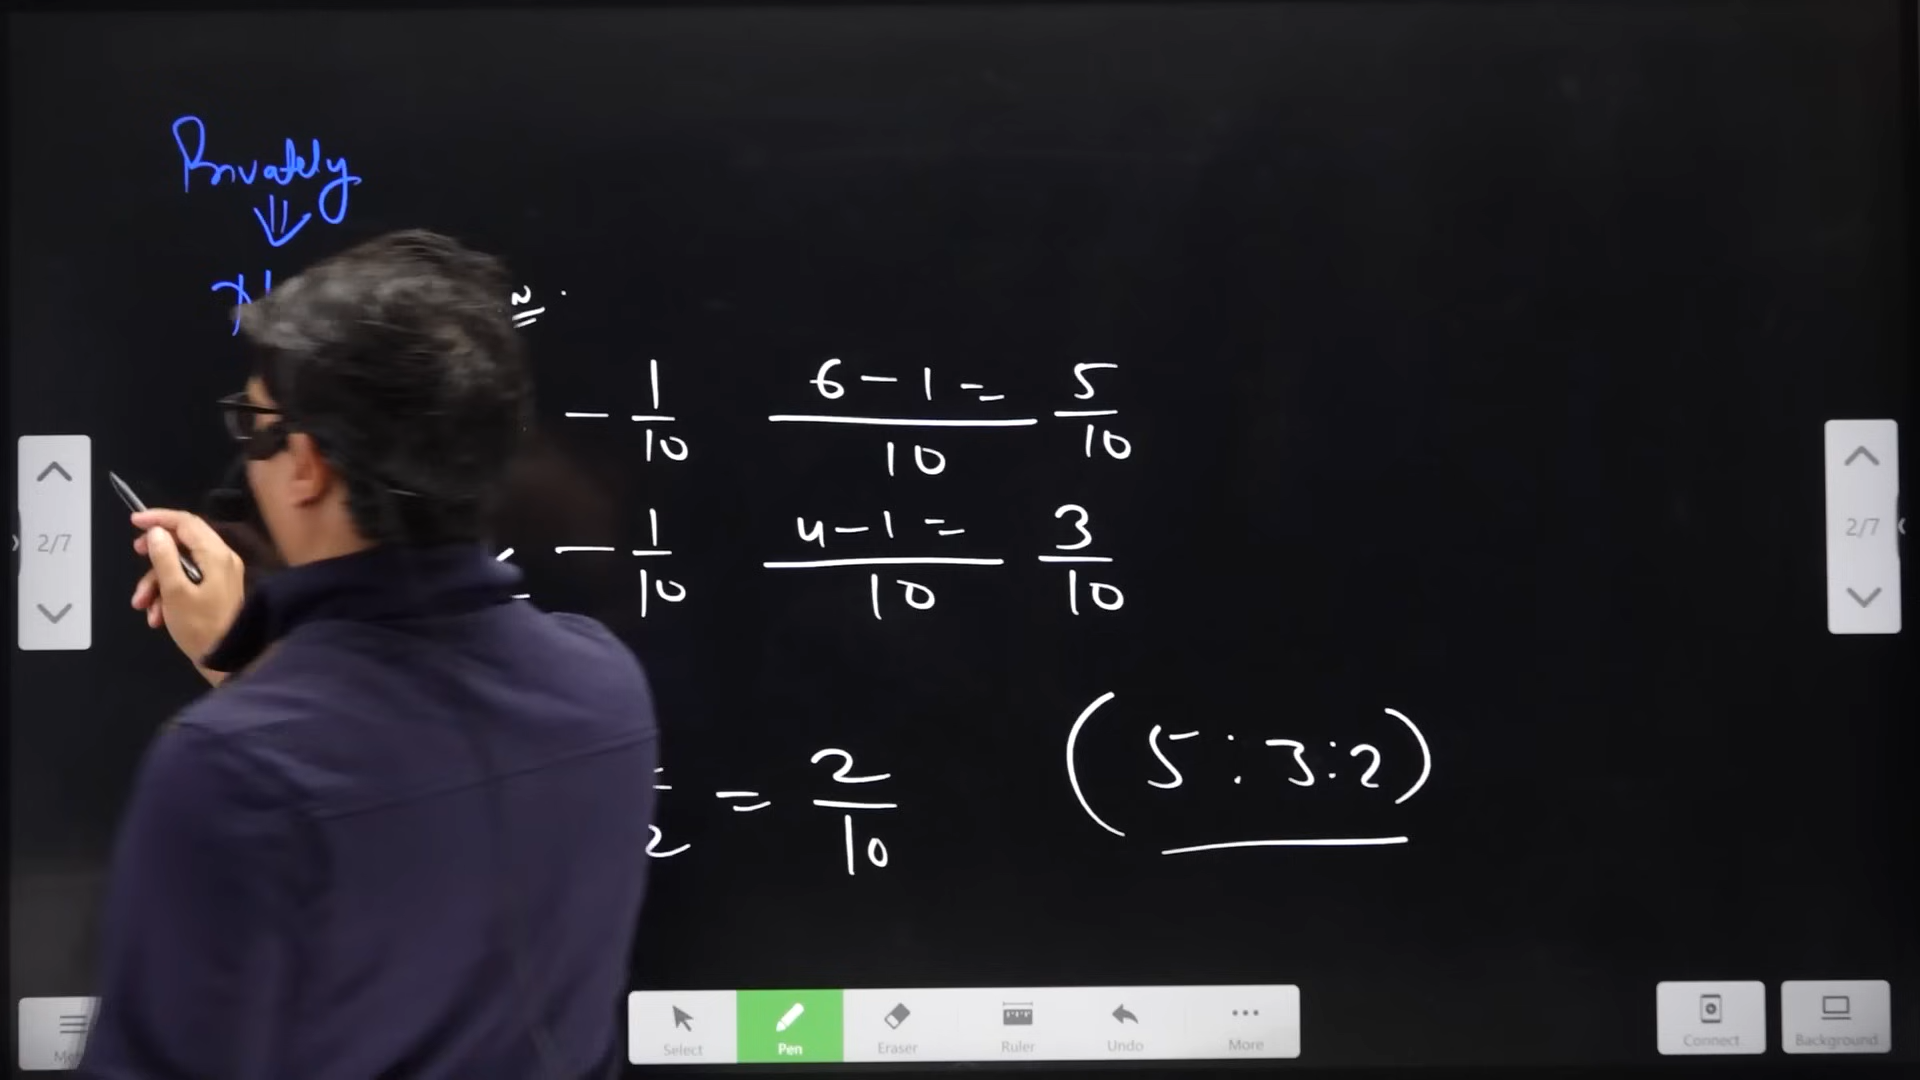 Privately
- 1/10 6 - 1 = /10 5/10
- 1/10 4 - 1 = /10 3/10
2/7
2/7
= 2/10 (5 : 3 : 2)
Select Pen Eraser Ruler Undo More
Connect Background